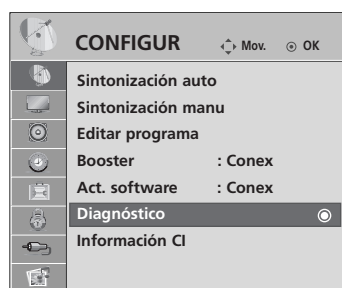 CONFIGUR Mov. OK
Sintonización auto
Sintonización manu
Editar programa
Booster : Conex
Act. software : Conex
Diagnóstico
Información CI